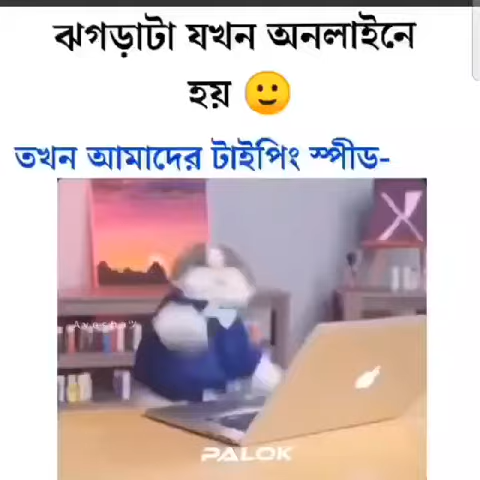 ঝগড়াটা যখন অনলাইনে
হয় 🙂
তখন আমাদের টাইপিং স্পীড-
PALOK